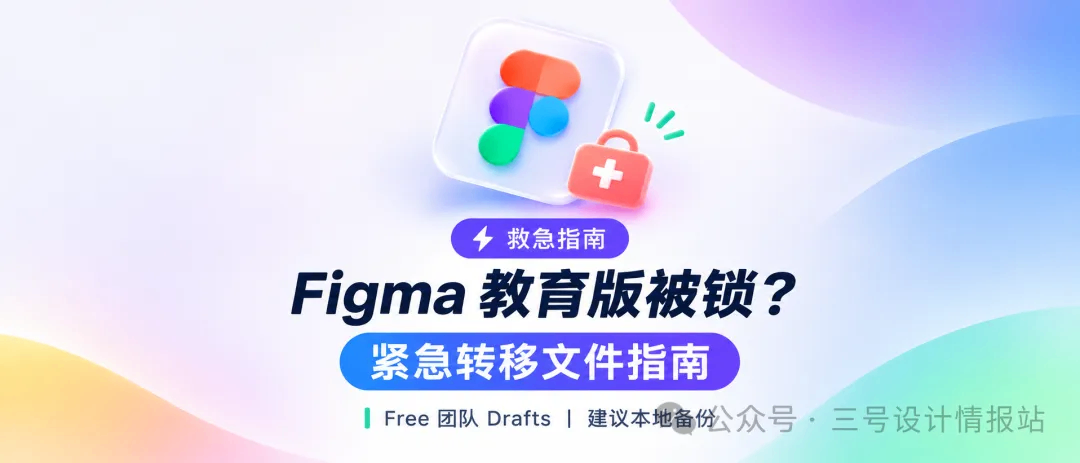 救急指南
Figma 教育版被锁?
紧急转移文件指南
Free 团队 Drafts | 建议本地备份
公众号 · 三号设计情报站